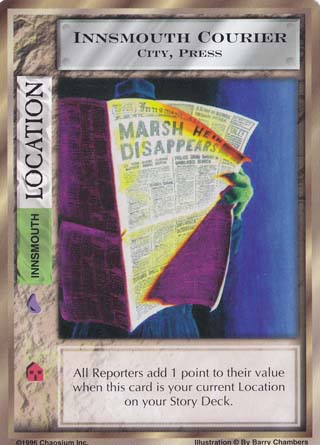 INNSMOUTH COURIER
CITY, PRESS
LOCATION
INNSMOUTH
MARSH HEIR
DISAPPEARS
All Reporters add 1 point to their value
when this card is your current Location
on your Story Deck.
©1996 Chaosium Inc.
Illustration © By Barry Chambers